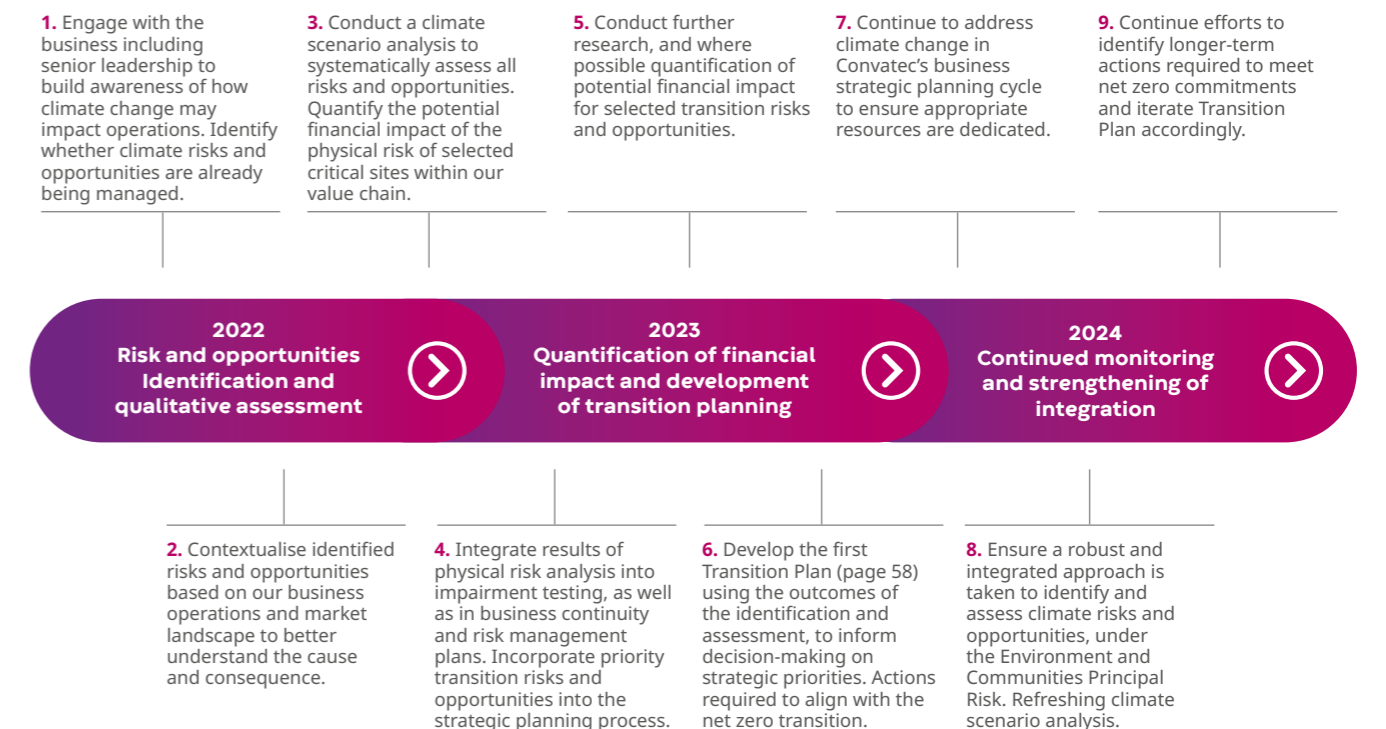 1. Engage with the
business including
senior leadership to
build awareness of how
climate change may
impact operations. Identify
whether climate risks and
opportunities are already
being managed.
3. Conduct a climate
scenario analysis to
systematically assess all
risks and opportunities.
Quantify the potential
financial impact of the
physical risk of selected
critical sites within our
value chain.
5. Conduct further
research, and where
possible quantification of
potential financial impact
for selected transition risks
and opportunities.
7. Continue to address
climate change in
Convatec's business
strategic planning cycle
to ensure appropriate
resources are dedicated.
9. Continue efforts to
identify longer-term
actions required to meet
net zero commitments
and iterate Transition
Plan accordingly.
2022
Risk and opportunities
Identification and
qualitative assessment
2023
Quantification of financial
impact and development
of transition planning
2024
Continued monitoring
and strengthening of
integration
2. Contextualise identified
risks and opportunities
based on our business
operations and market
landscape to better
understand the cause
and consequence.
4. Integrate results of
physical risk analysis into
impairment testing, as well
as in business continuity
and risk management
plans. Incorporate priority
transition risks and
opportunities into the
strategic planning process.
6. Develop the first
Transition Plan (page 58)
using the outcomes of
the identification and
assessment, to inform
decision-making on
strategic priorities. Actions
required to align with the
net zero transition.
8. Ensure a robust and
integrated approach is
taken to identify and
assess climate risks and
opportunities, under
the Environment and
Communities Principal
Risk. Refreshing climate
scenario analysis.